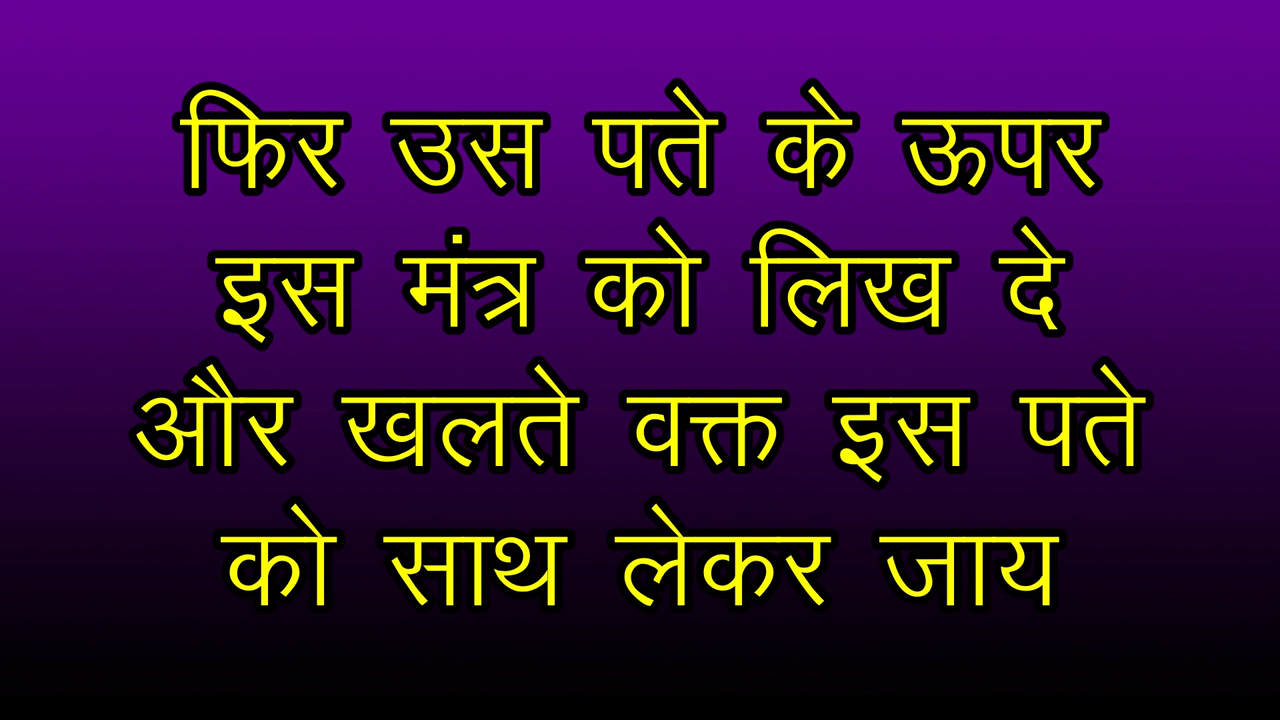 फिर उस पते के ऊपर
इस मंत्र को लिख दे
और खलते वक्त इस पते
को साथ लेकर जाय